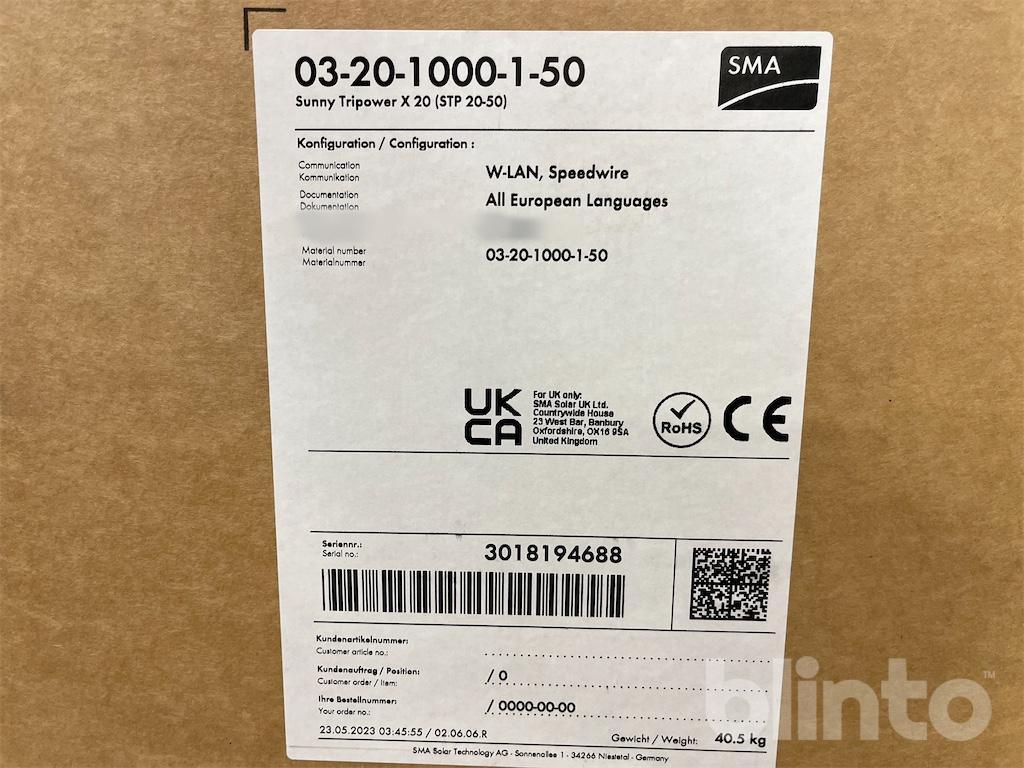 03-20-1000-1-50
Sunny Tripower X 20 (STP 20-50)
SMA
Konfiguration / Configuration :
Communication
Kommunikation
W-LAN, Speedwire
Documentation
Dokumentation
All European Languages
Material number
Materialnummer
03-20-1000-1-50
UK
CA
For UK only:
SMA Solar UK Ltd.
Countrywide House
23 West Bar, Banbury
Oxfordshire, OX16 9SA
United Kingdom
RoHS
CE
Seriennr.:
Serial no.:
3018194688
Kundenartikelnummer:
Customer article no.:
Kundenauftrag / Position:
Customer order / Item:
/ 0
Ihre Bestellnummer:
Your order no.:
/ 0000-00-00
23.05.2023 03:45:55 / 02.06.06.R
Gewicht / Weight: 40.5 kg
SMA Solar Technology AG - Sonnenallee 1 - 34266 Niestetal - Germany
blinto™